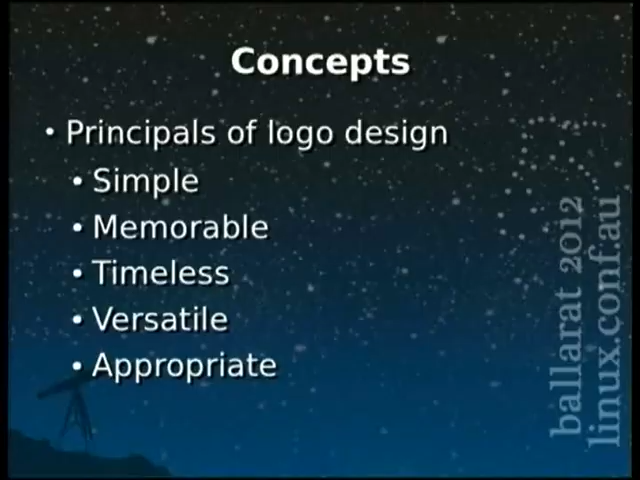 Concepts
• Principals of logo design
• Simple
• Memorable
• Timeless
• Versatile
• Appropriate
ballarat 2012
linux.conf.au